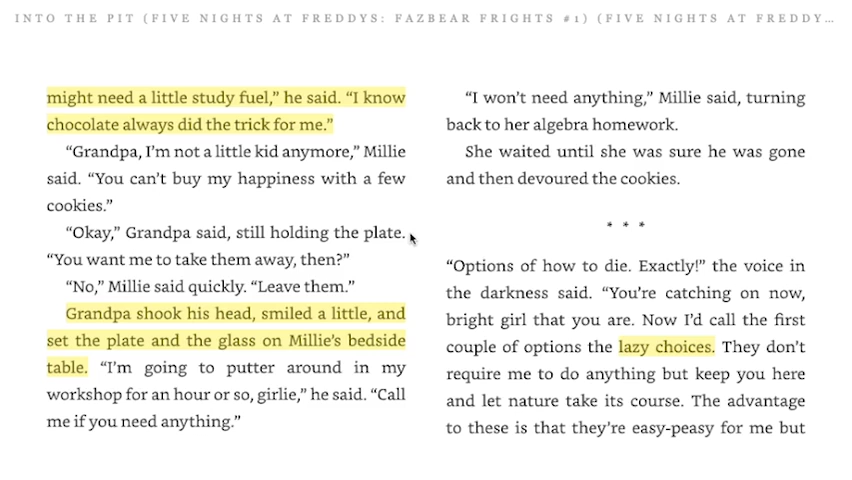 INTO THE PIT (FIVE NIGHTS AT FREDDYS: FAZBEAR FRIGHTS #1) (FIVE NIGHTS AT FREDDY...
might need a little study fuel,” he said. “I know
chocolate always did the trick for me.”
“Grandpa, I’m not a little kid anymore,” Millie
said. “You can’t buy my happiness with a few
cookies.”
“Okay,” Grandpa said, still holding the plate.
“You want me to take them away, then?”
“No,” Millie said quickly. “Leave them.”
Grandpa shook his head, smiled a little, and
set the plate and the glass on Millie’s bedside
table. “I’m going to putter around in my
workshop for an hour or so, girlie,” he said. “Call
me if you need anything.”
“I won’t need anything,” Millie said, turning
back to her algebra homework.
She waited until she was sure he was gone
and then devoured the cookies.
* * *
“Options of how to die. Exactly!” the voice in
the darkness said. “You’re catching on now,
bright girl that you are. Now I’d call the first
couple of options the lazy choices. They don’t
require me to do anything but keep you here
and let nature take its course. The advantage
to these is that they’re easy-peasy for me but